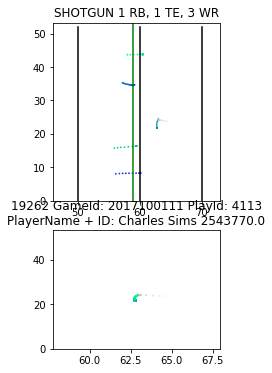 SHOTGUN 1 RB, 1 TE, 3 WR
50
40
30
20
10
0
50 60 70
19262 GameId: 2017100111 PlayId: 4113
PlayerName + ID: Charles Sims 2543770.0
40
20
0
60.0 62.5 65.0 67.5